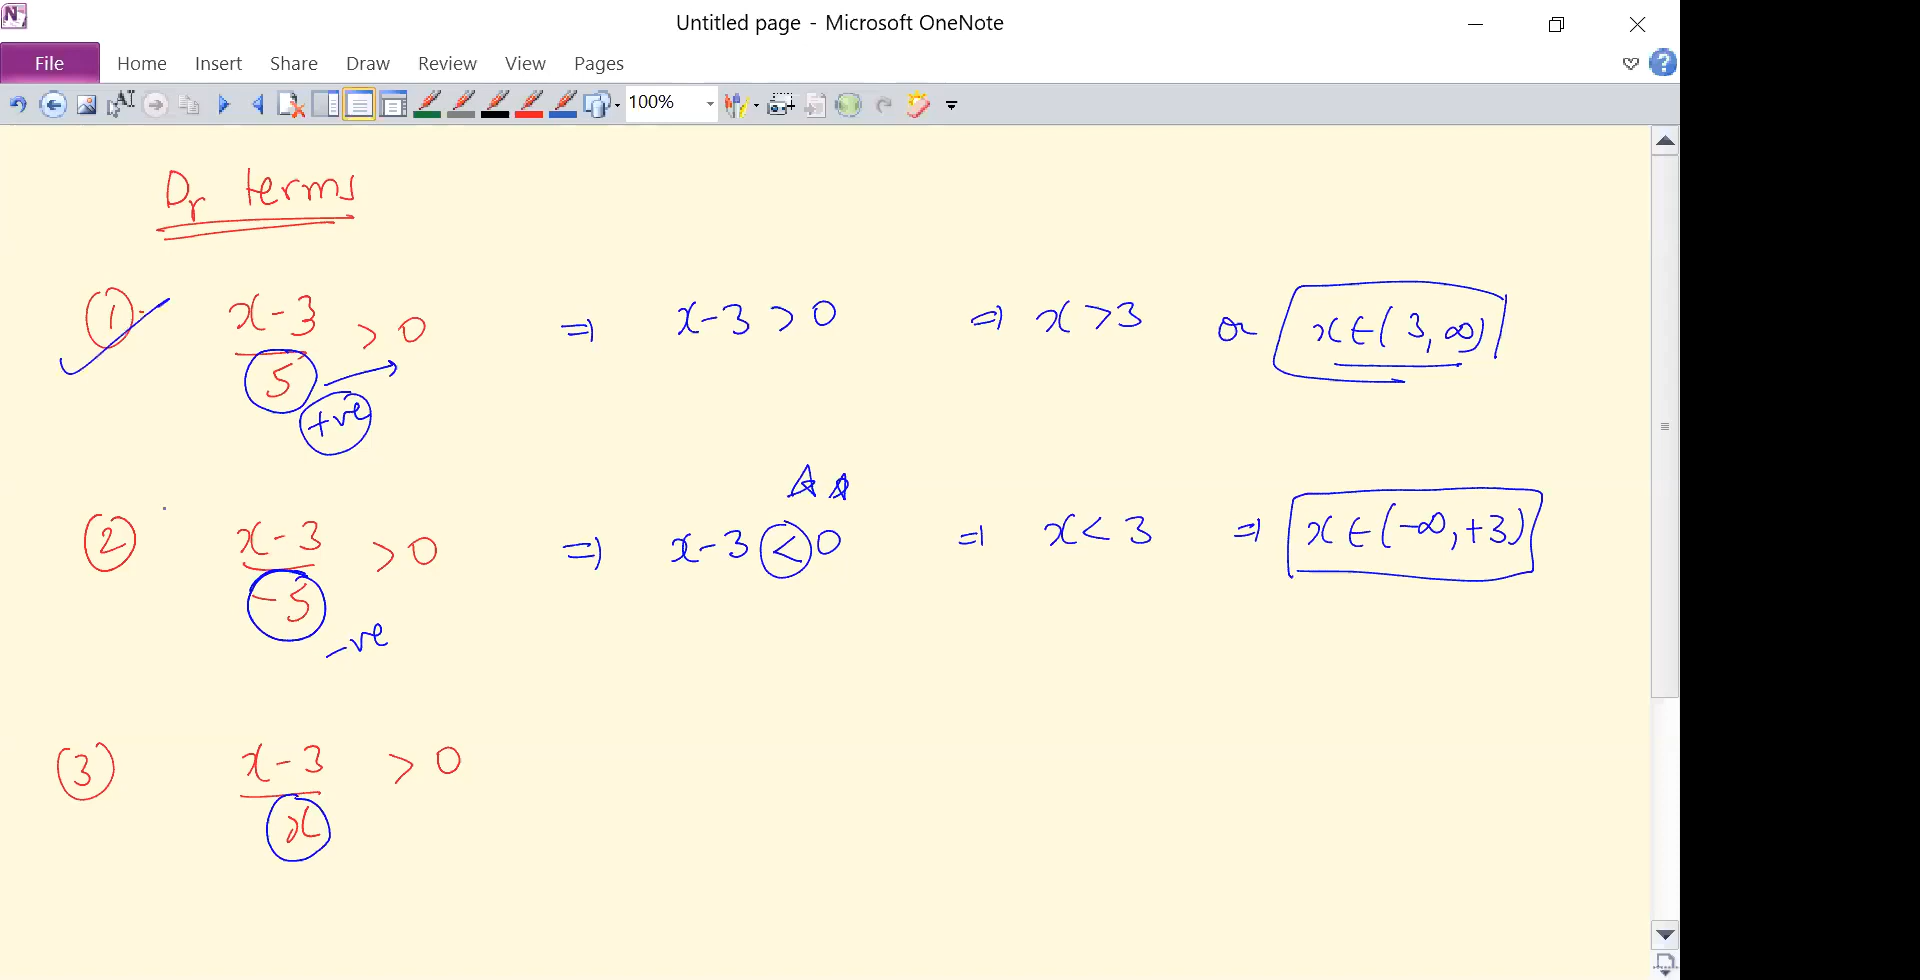 Untitled page - Microsoft OneNote
File Home Insert Share Draw Review View Pages
100%
Dr terms
(1) x-3/5 > 0 ⇒ x-3 > 0 ⇒ x > 3 or x ∈ (3, ∞)
+ve
(2) x-3/-5 > 0 ⇒ x-3 < 0 ⇒ x < 3 ⇒ x ∈ (-∞, +3)
-ve
(3) x-3/x > 0